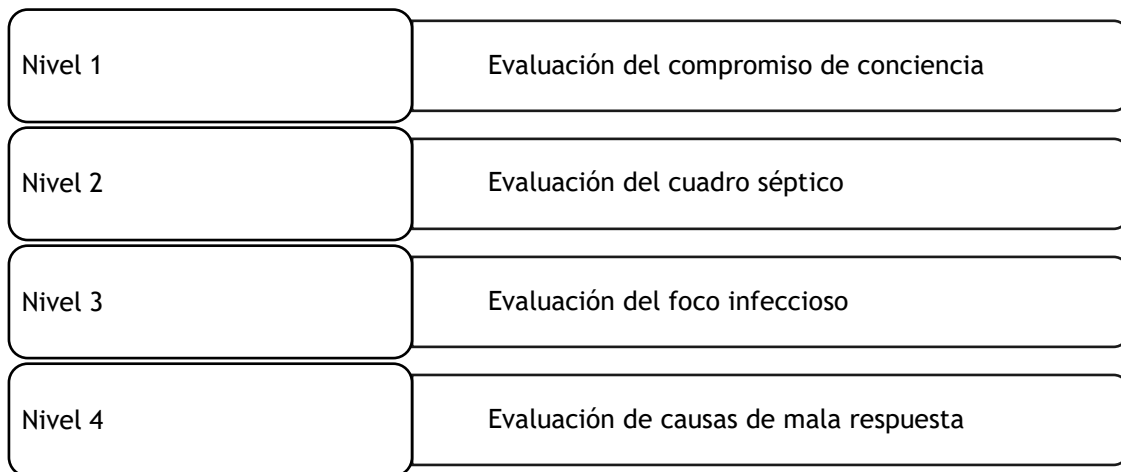 Nivel 1
Evaluación del compromiso de conciencia
Nivel 2
Evaluación del cuadro séptico
Nivel 3
Evaluación del foco infeccioso
Nivel 4
Evaluación de causas de mala respuesta